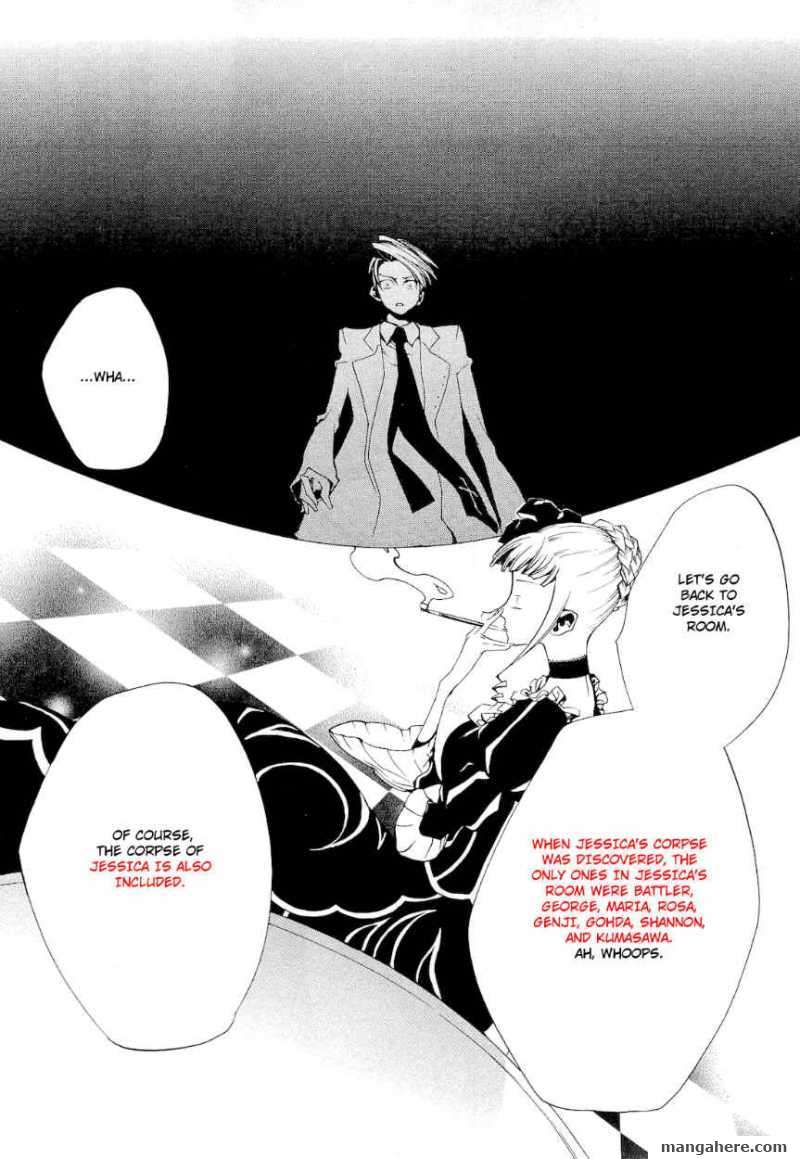 ...WHA...
LET'S GO
BACK TO
JESSICA'S
ROOM.
WHEN JESSICA'S CORPSE
WAS DISCOVERED, THE
ONLY ONES IN JESSICA'S
ROOM WERE BATTLER,
GEORGE, MARIA, ROSA,
GENJI, GOHDA, SHANNON,
AND KUMASAWA.
AH, WHOOPS.
OF COURSE,
THE CORPSE OF
JESSICA IS ALSO
INCLUDED.
mangahere.com